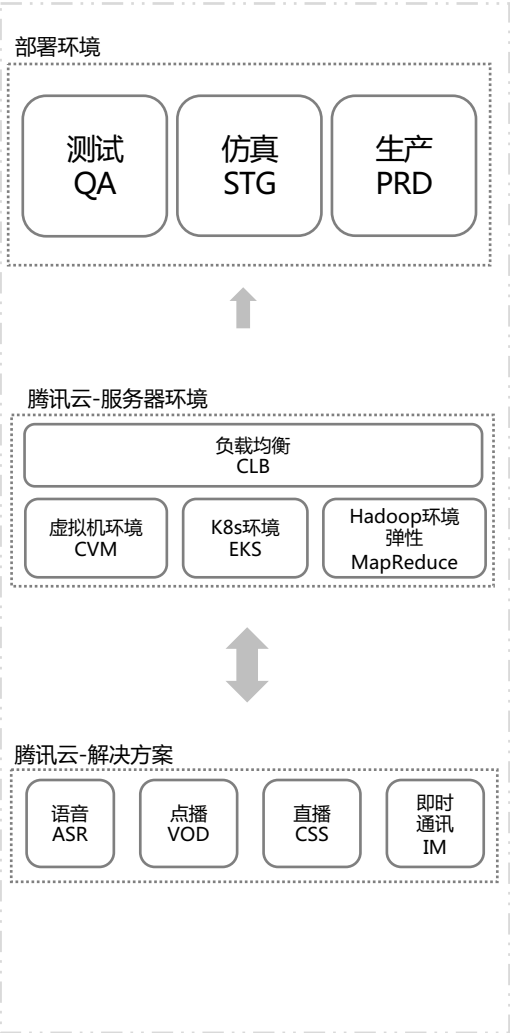 部署环境
测试
QA
仿真
STG
生产
PRD
腾讯云-服务器环境
负载均衡
CLB
虚拟机环境
CVM
K8s环境
EKS
Hadoop环境
弹性
MapReduce
腾讯云-解决方案
语音
ASR
点播
VOD
直播
CSS
即时
通讯
IM